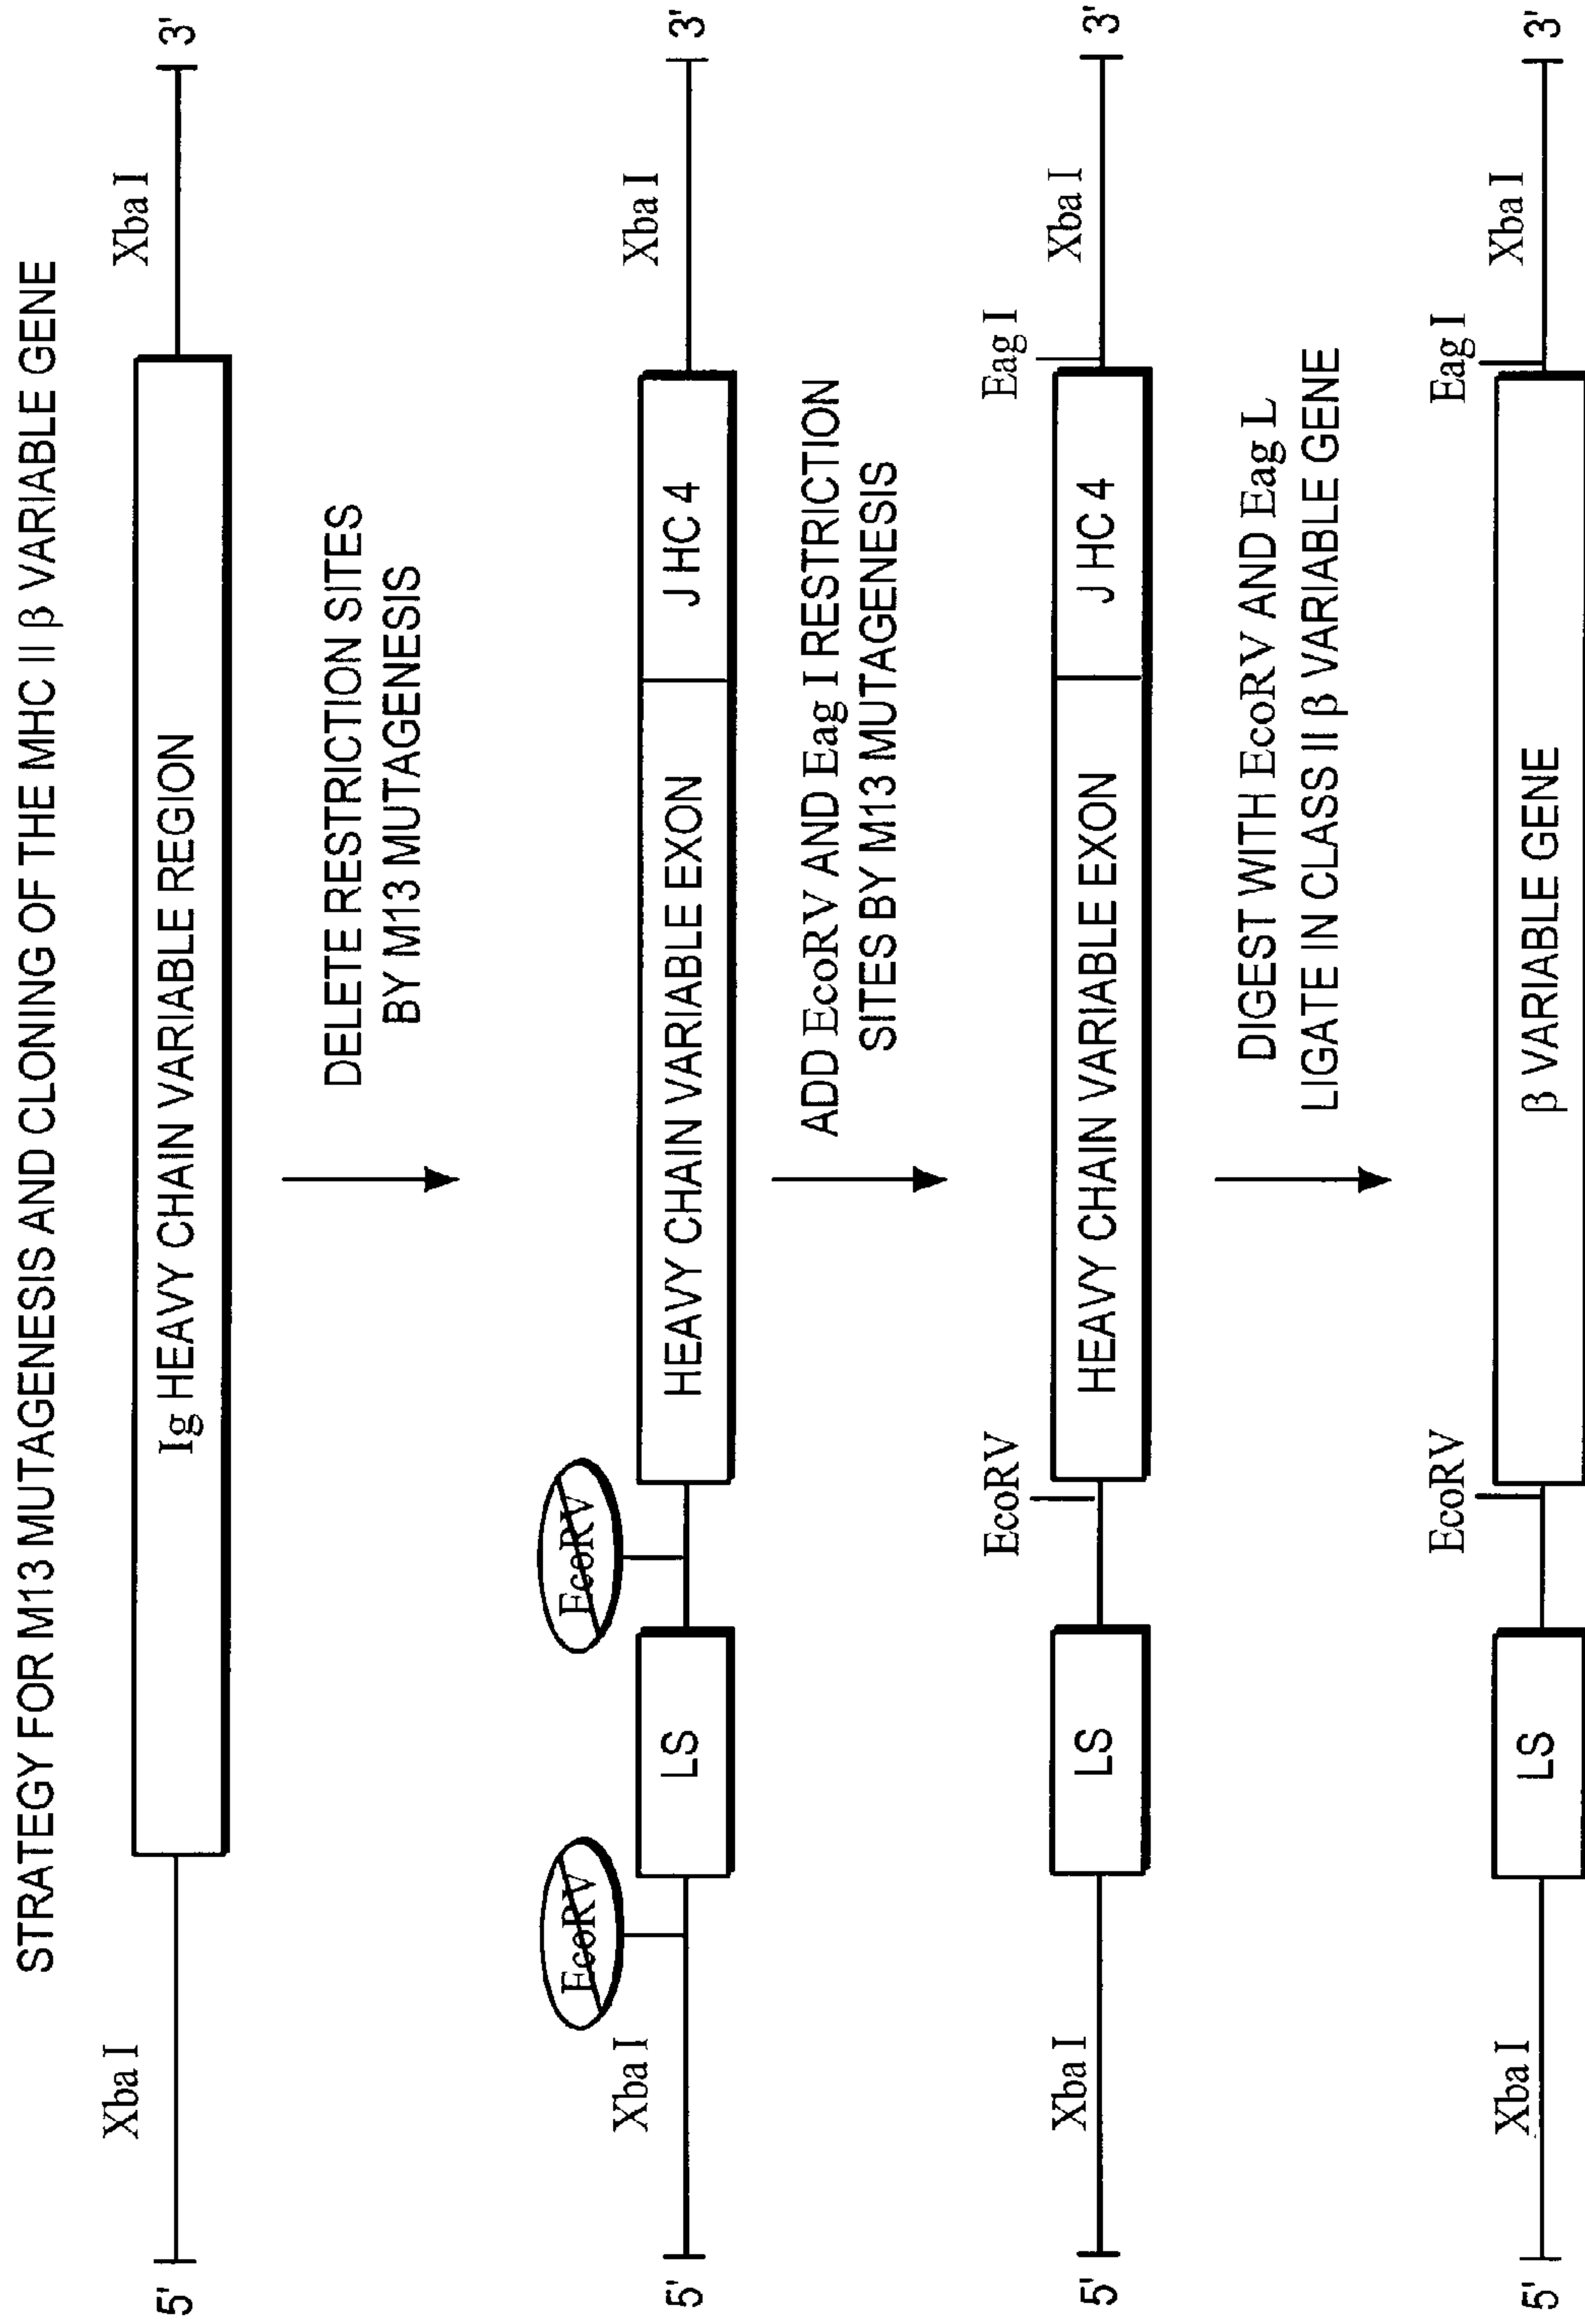 STRATEGY FOR M13 MUTAGENESIS AND CLONING OF THE MHC II β VARIABLE GENE
Xba I
Xba I
5'
Ig HEAVY CHAIN VARIABLE REGION
3'
DELETE RESTRICTION SITES
BY M13 MUTAGENESIS
EcoRV
EcoRV
Xba I
Xba I
5'
LS
HEAVY CHAIN VARIABLE EXON
J HC 4
3'
ADD EcoRV AND Eag I RESTRICTION
SITES BY M13 MUTAGENESIS
EcoRV
Eag I
Xba I
Xba I
5'
LS
HEAVY CHAIN VARIABLE EXON
J HC 4
3'
DIGEST WITH EcoRV AND Eag L
LIGATE IN CLASS II β VARIABLE GENE
EcoRV
Eag I
Xba I
Xba I
5'
LS
β VARIABLE GENE
3'